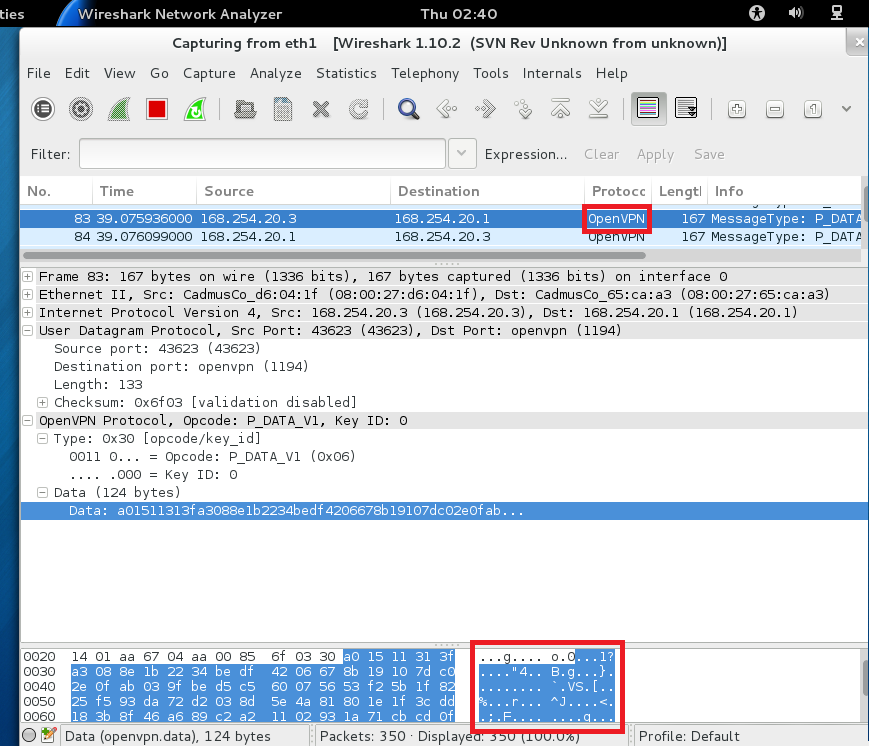 ties Wireshark Network Analyzer Thu 02:40
Capturing from eth1 [Wireshark 1.10.2 (SVN Rev Unknown from unknown)]
File Edit View Go Capture Analyze Statistics Telephony Tools Internals Help
Filter: Expression... Clear Apply Save
No. Time Source Destination Protocc Lengtl Info
83 39.075936000 168.254.20.3 168.254.20.1 OpenVPN 167 MessageType: P_DATA
84 39.076099000 168.254.20.1 168.254.20.3 OpenVPN 167 MessageType: P_DATA
Frame 83: 167 bytes on wire (1336 bits), 167 bytes captured (1336 bits) on interface 0
Ethernet II, Src: CadmusCo_d6:04:1f (08:00:27:d6:04:1f), Dst: CadmusCo_65:ca:a3 (08:00:27:65:ca:a3)
Internet Protocol Version 4, Src: 168.254.20.3 (168.254.20.3), Dst: 168.254.20.1 (168.254.20.1)
User Datagram Protocol, Src Port: 43623 (43623), Dst Port: openvpn (1194)
Source port: 43623 (43623)
Destination port: openvpn (1194)
Length: 133
Checksum: 0x6f03 [validation disabled]
OpenVPN Protocol, Opcode: P_DATA_V1, Key ID: 0
Type: 0x30 [opcode/key_id]
0011 0... = Opcode: P_DATA_V1 (0x06)
.... .000 = Key ID: 0
Data (124 bytes)
Data: a01511313fa3088e1b2234bedf4206678b19107dc02e0fab...
0020 14 01 aa 67 04 aa 00 85 6f 03 30 a0 15 11 31 3f ...g.... o.0...1?
0030 a3 08 8e 1b 22 34 be df 42 06 67 8b 19 10 7d c0 ...."4.. B.g...}.
0040 2e 0f ab 03 9f be d5 c5 60 07 56 53 f2 5b 1f 82 ........ `.VS.[..
0050 25 f5 93 da 72 d2 03 8d 5e 4a 81 80 1e 1f 3c dd %...r... ^J....<.
0060 18 3b 8f 46 a6 89 c2 a2 11 02 93 1a 71 cb cd 0f .;.F.... ....q...
Data (openvpn.data), 124 bytes Packets: 350 · Displayed: 350 (100.0%) Profile: Default